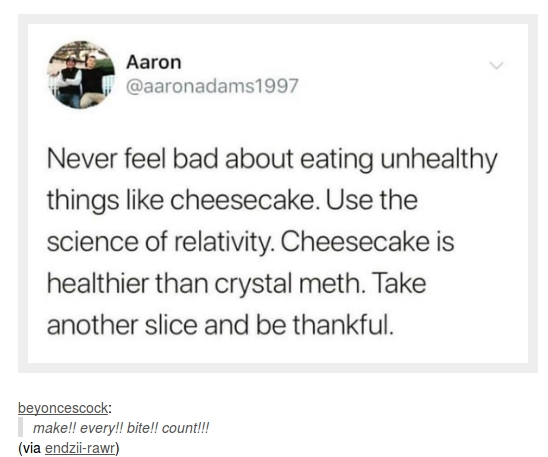 Aaron
@aaronadams1997
Never feel bad about eating unhealthy
things like cheesecake. Use the
science of relativity. Cheesecake is
healthier than crystal meth. Take
another slice and be thankful.
beyoncescock:
make!! every!! bite!! count!!!
(via endzii-rawr)